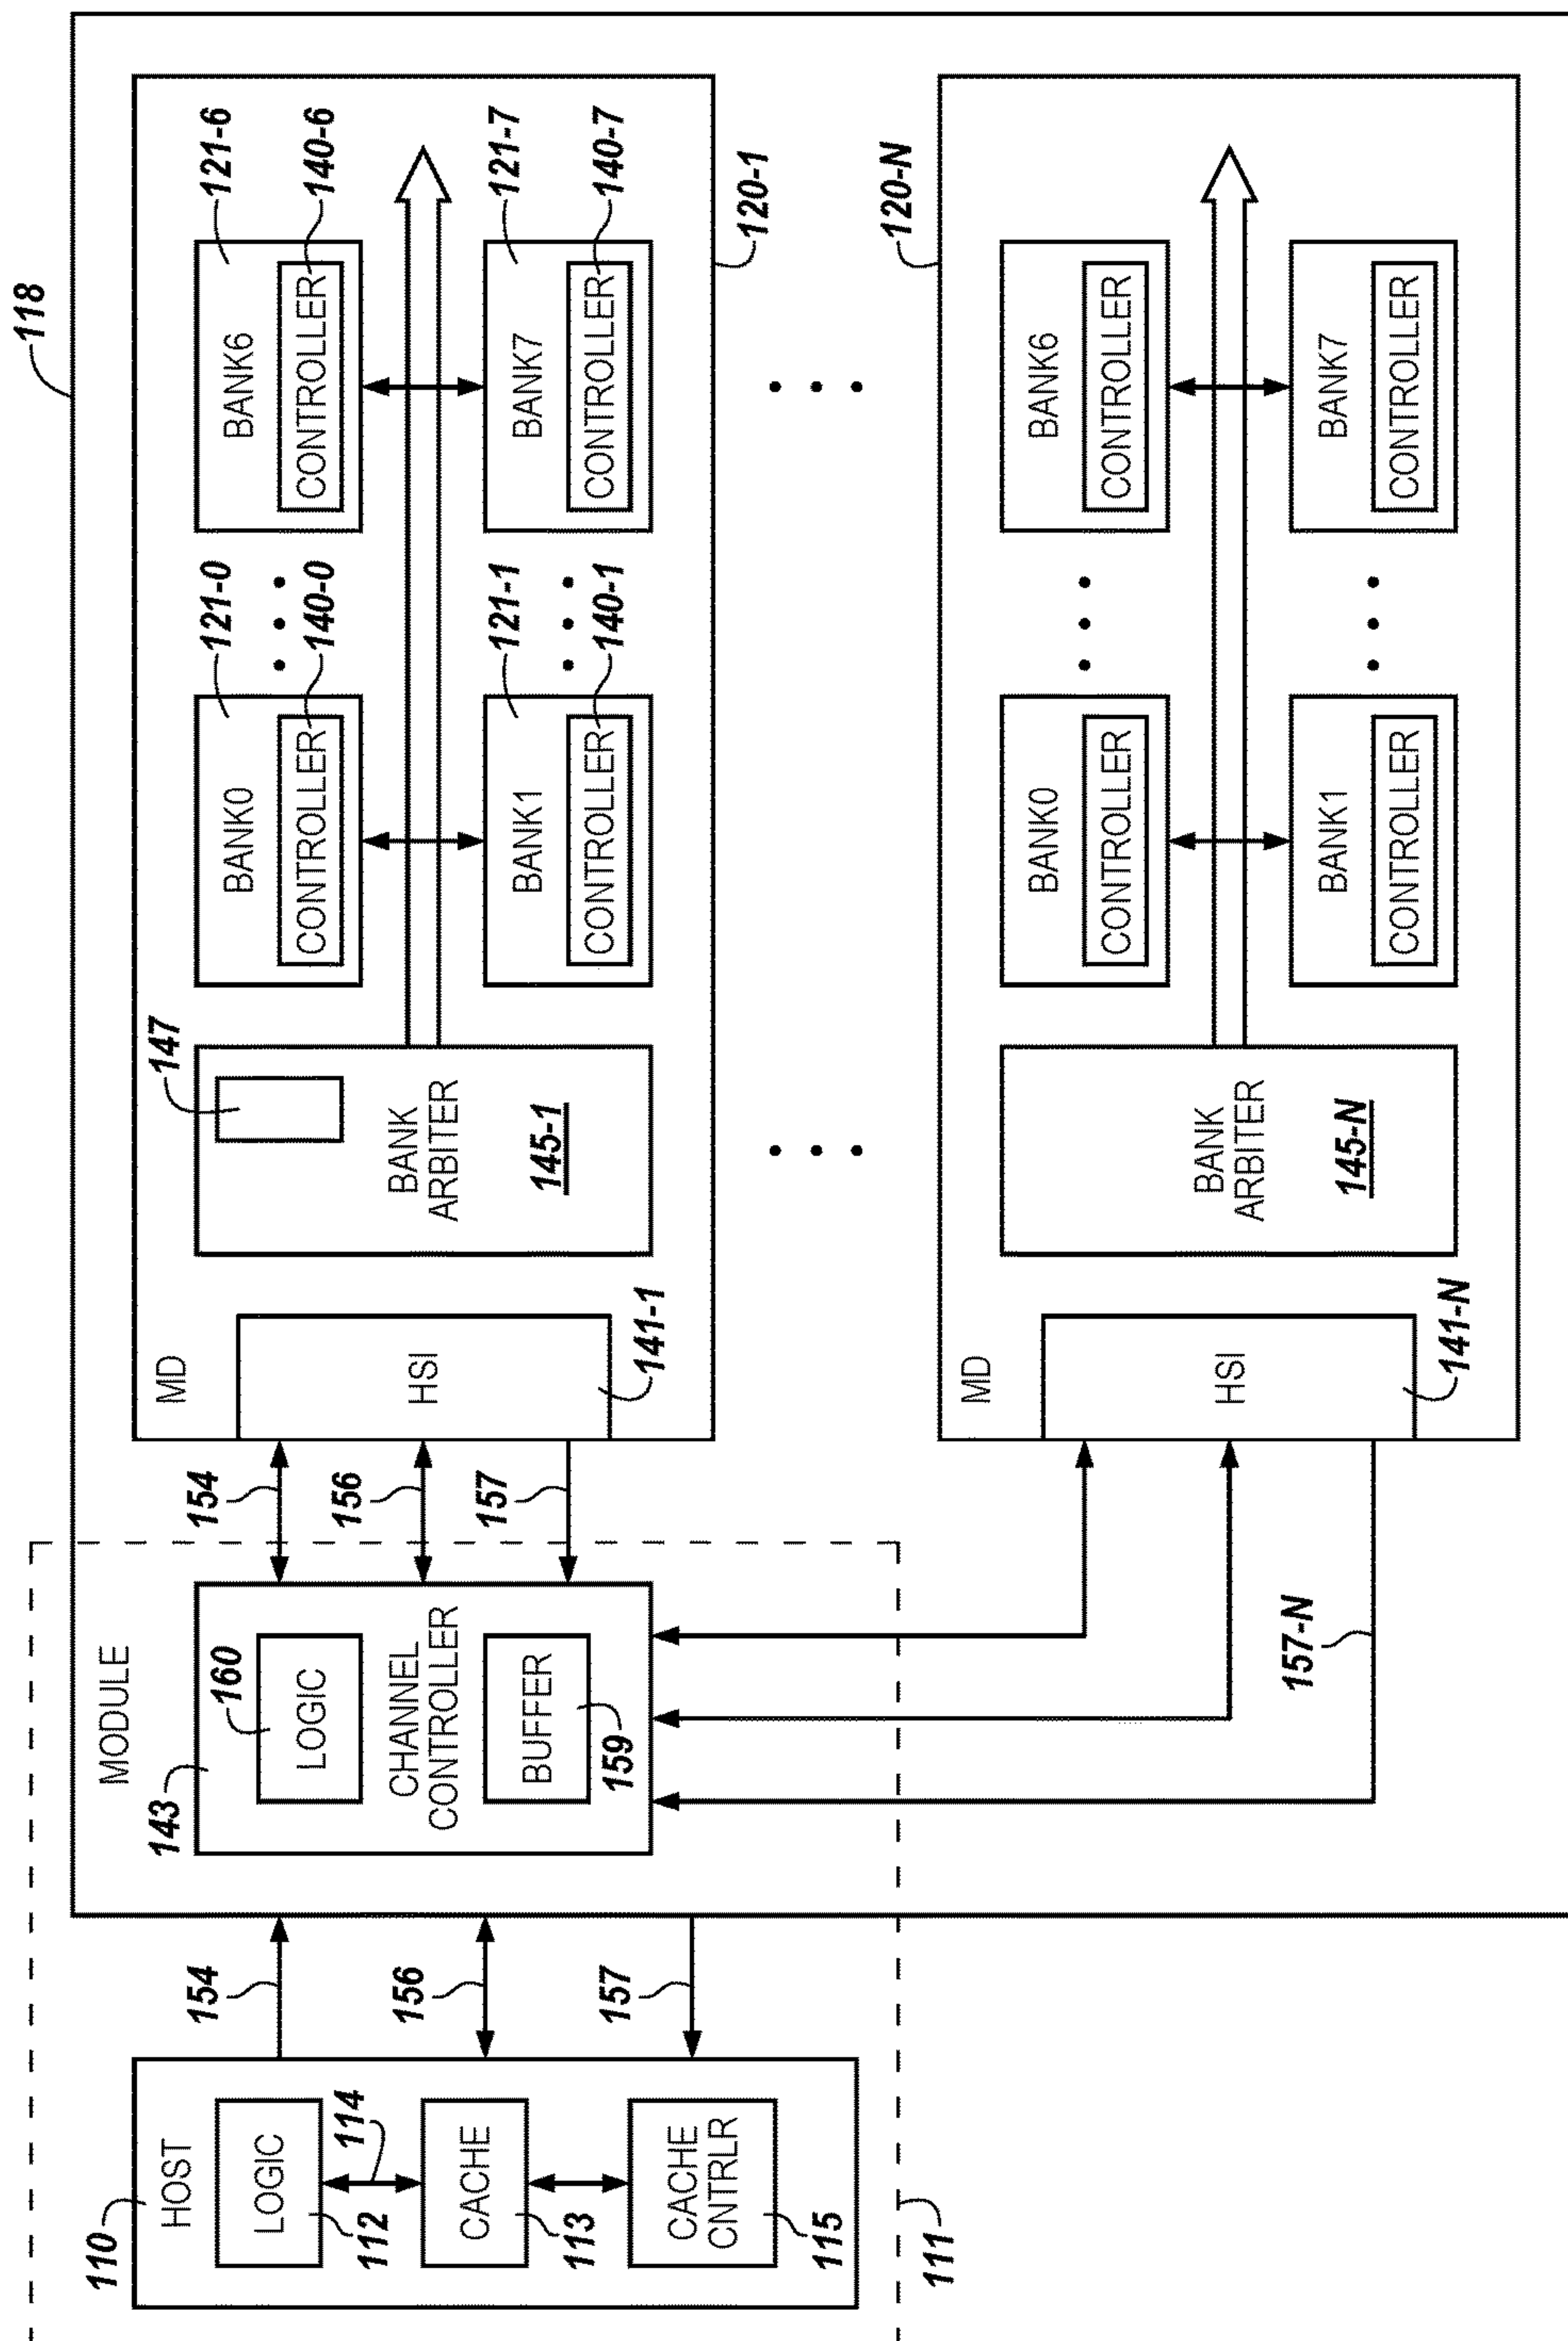 118
110
HOST
LOGIC
112
114
CACHE
113
CACHE
CNTRLR
115
111
154
156
157
MODULE
143
160
LOGIC
CHANNEL
CONTROLLER
BUFFER
159
154
156
157
157-N
MD
HSI
141-1
147
BANK
ARBITER
145-1
121-0
BANK0
CONTROLLER
140-0
121-6
BANK6
CONTROLLER
140-6
121-1
BANK1
CONTROLLER
140-1
121-7
BANK7
CONTROLLER
140-7
120-1
120-N
MD
HSI
141-N
BANK
ARBITER
145-N
BANK0
CONTROLLER
BANK6
CONTROLLER
BANK1
CONTROLLER
BANK7
CONTROLLER